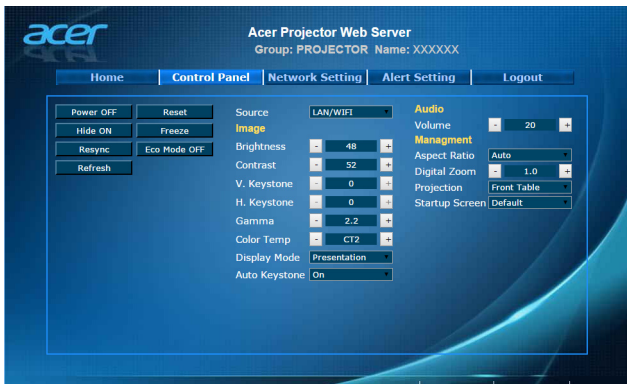 acer
Acer Projector Web Server
Group: PROJECTOR Name: XXXXXX
Home Control Panel Network Setting Alert Setting Logout
Power OFF Reset
Hide ON Freeze
Resync Eco Mode OFF
Refresh
Source LAN/WIFI
Image
Brightness - 48 +
Contrast - 52 +
V. Keystone - 0 +
H. Keystone - 0 +
Gamma - 2.2 +
Color Temp - CT2 +
Display Mode Presentation
Auto Keystone On
Audio
Volume - 20 +
Managment
Aspect Ratio Auto
Digital Zoom - 1.0 +
Projection Front Table
Startup Screen Default